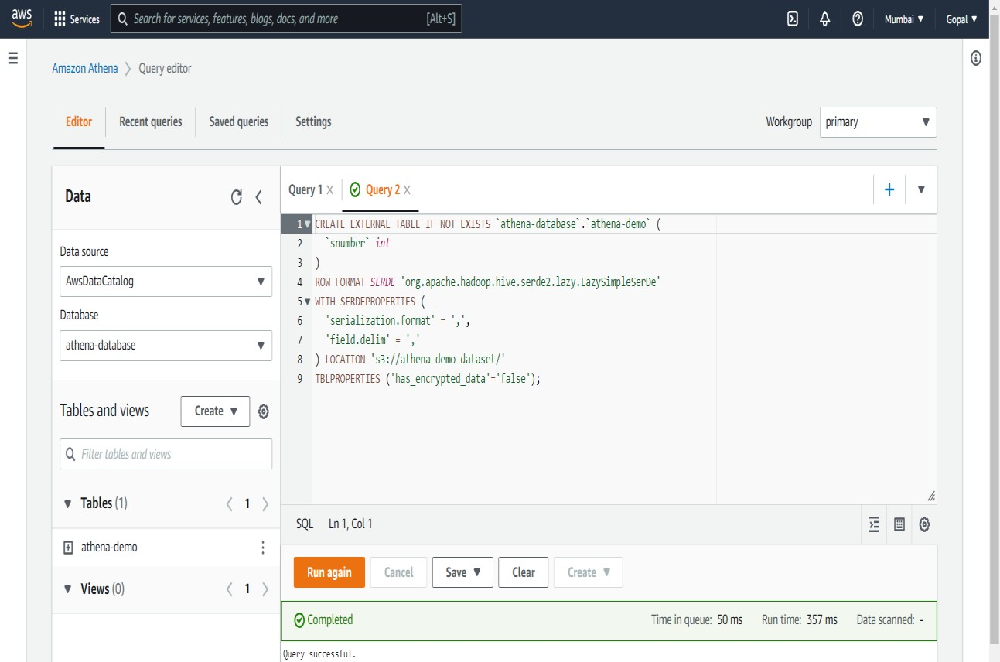 aws
Services
Search for services, features, blogs, docs, and more
[Alt+S]
Mumbai
Gopal
Amazon Athena
Query editor
Editor
Recent queries
Saved queries
Settings
Workgroup
primary
Data
Query 1
Query 2
Data source
AwsDataCatalog
Database
athena-database
Tables and views
Create
Filter tables and views
Tables (1)
1
athena-demo
Views (0)
1
1 CREATE EXTERNAL TABLE IF NOT EXISTS `athena-database`.`athena-demo` (
2 `snumber` int
3 )
4 ROW FORMAT SERDE 'org.apache.hadoop.hive.serde2.lazy.LazySimpleSerDe'
5 WITH SERDEPROPERTIES (
6 'serialization.format' = ',',
7 'field.delim' = ','
8 ) LOCATION 's3://athena-demo-dataset/'
9 TBLPROPERTIES ('has_encrypted_data'='false');
SQL
Ln 1, Col 1
Run again
Cancel
Save
Clear
Create
Completed
Time in queue: 50 ms
Run time: 357 ms
Data scanned: -
Query successful.